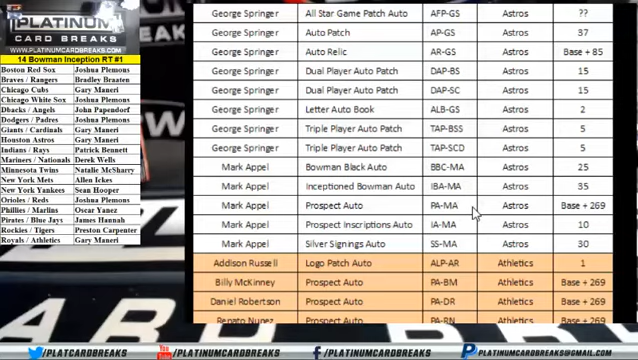 PLATINUM
CARD BREAKS
WWW.PLATINUMCARDBREAKS.COM
14 Bowman Inception RT #1
Boston Red Sox Joshua Plemons
Braves / Rangers Bradley Braaten
Chicago Cubs Gary Maneri
Chicago White Sox Joshua Plemons
Dbacks / Angels John Papendorf
Dodgers / Padres Joshua Plemons
Giants / Cardinals Gary Maneri
Houston Astros Gary Maneri
Indians / Rays Patrick Bennett
Mariners / Nationals Derek Wells
Minnesota Twins Natalie McSharry
New York Mets Allen Ickes
New York Yankees Sean Hooper
Orioles / Reds Joshua Plemons
Phillies / Marlins Oscar Yanez
Pirates / Blue Jays James Hannah
Rockies / Tigers Preston Carpenter
Royals / Athletics Gary Maneri
George Springer All Star Game Patch Auto AFP-GS Astros ??
George Springer Auto Patch AP-GS Astros 37
George Springer Auto Relic AR-GS Astros Base + 85
George Springer Dual Player Auto Patch DAP-BS Astros 15
George Springer Dual Player Auto Patch DAP-SC Astros 15
George Springer Letter Auto Book ALB-GS Astros 2
George Springer Triple Player Auto Patch TAP-BSS Astros 5
George Springer Triple Player Auto Patch TAP-SCD Astros 5
Mark Appel Bowman Black Auto BBC-MA Astros 25
Mark Appel Inceptioned Bowman Auto IBA-MA Astros 35
Mark Appel Prospect Auto PA-MA Astros Base + 269
Mark Appel Prospect Inscriptions Auto IA-MA Astros 10
Mark Appel Silver Signings Auto SS-MA Astros 30
Addison Russell Logo Patch Auto ALP-AR Athletics 1
Billy McKinney Prospect Auto PA-BM Athletics Base + 269
Daniel Robertson Prospect Auto PA-DR Athletics Base + 269
Renato Nunez Prospect Auto PA-RN Athletics Base + 269
/PLATCARDBREAKS
You Tube /PLATINUMCARDBREAKS
f /PLATINUMCARDBREAKS
P PLATINUMCARDBREAKS@GMAIL.COM